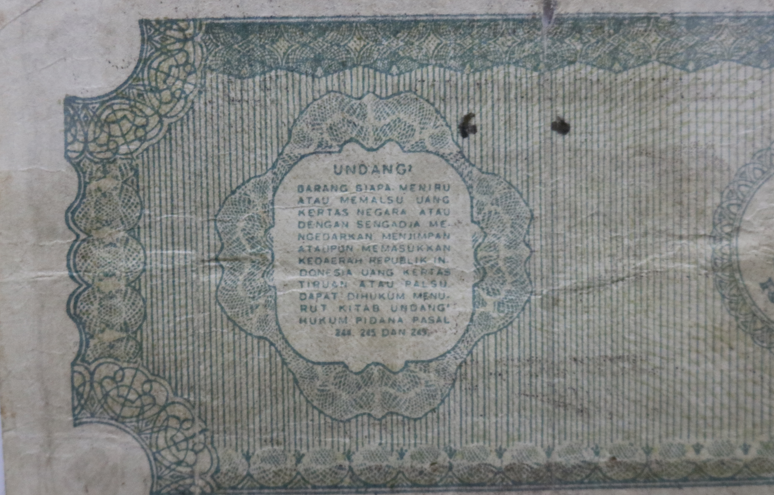 UNDANG²
BARANG SIAPA MENIRU
ATAU MEMALSU UANG
KERTAS NEGARA ATAU
DENGAN SENGADJA ME-
NGEDARKAN MENJIMPAN
ATAUPUN MEMASUKKAN
KEDAERAH REPUBLIK IN-
DONESIA UANG KERTAS
TIRUAN ATAU PALSU,
DAPAT DIHUKUM MENU-
RUT KITAB UNDANG²
HUKUM PIDANA PASAL
244, 245 DAN 249.